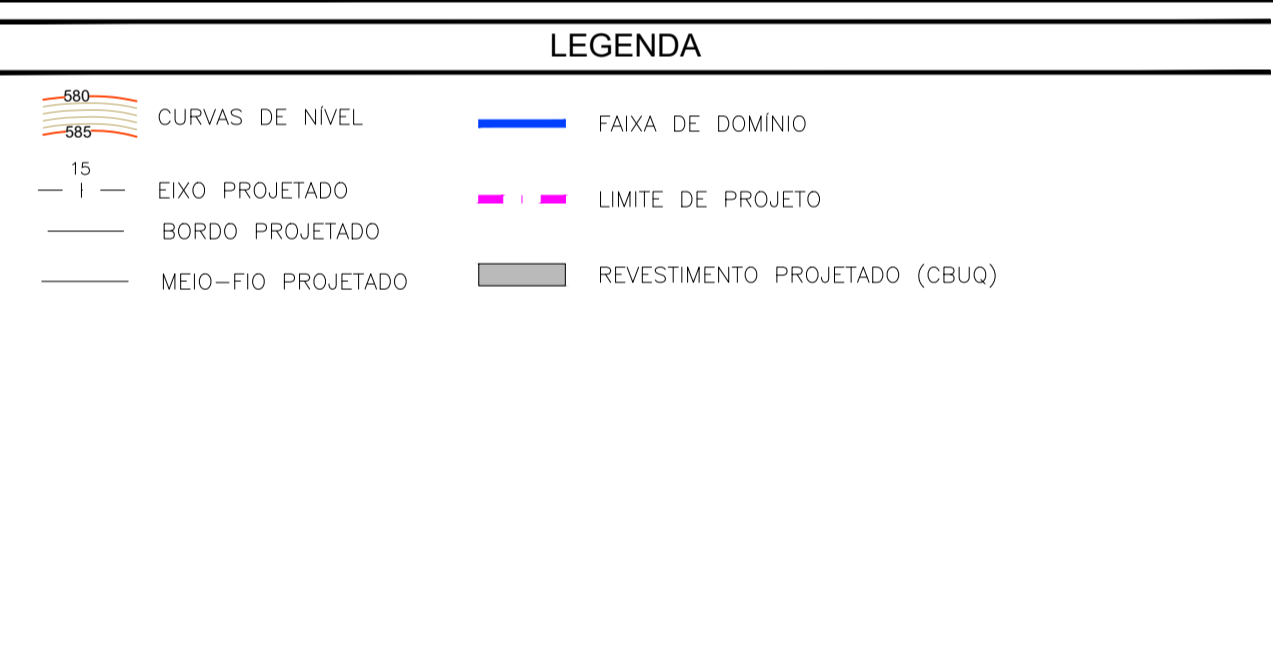 LEGENDA
580
585
CURVAS DE NÍVEL
15
EIXO PROJETADO
BORDO PROJETADO
MEIO-FIO PROJETADO
FAIXA DE DOMÍNIO
LIMITE DE PROJETO
REVESTIMENTO PROJETADO (CBUQ)